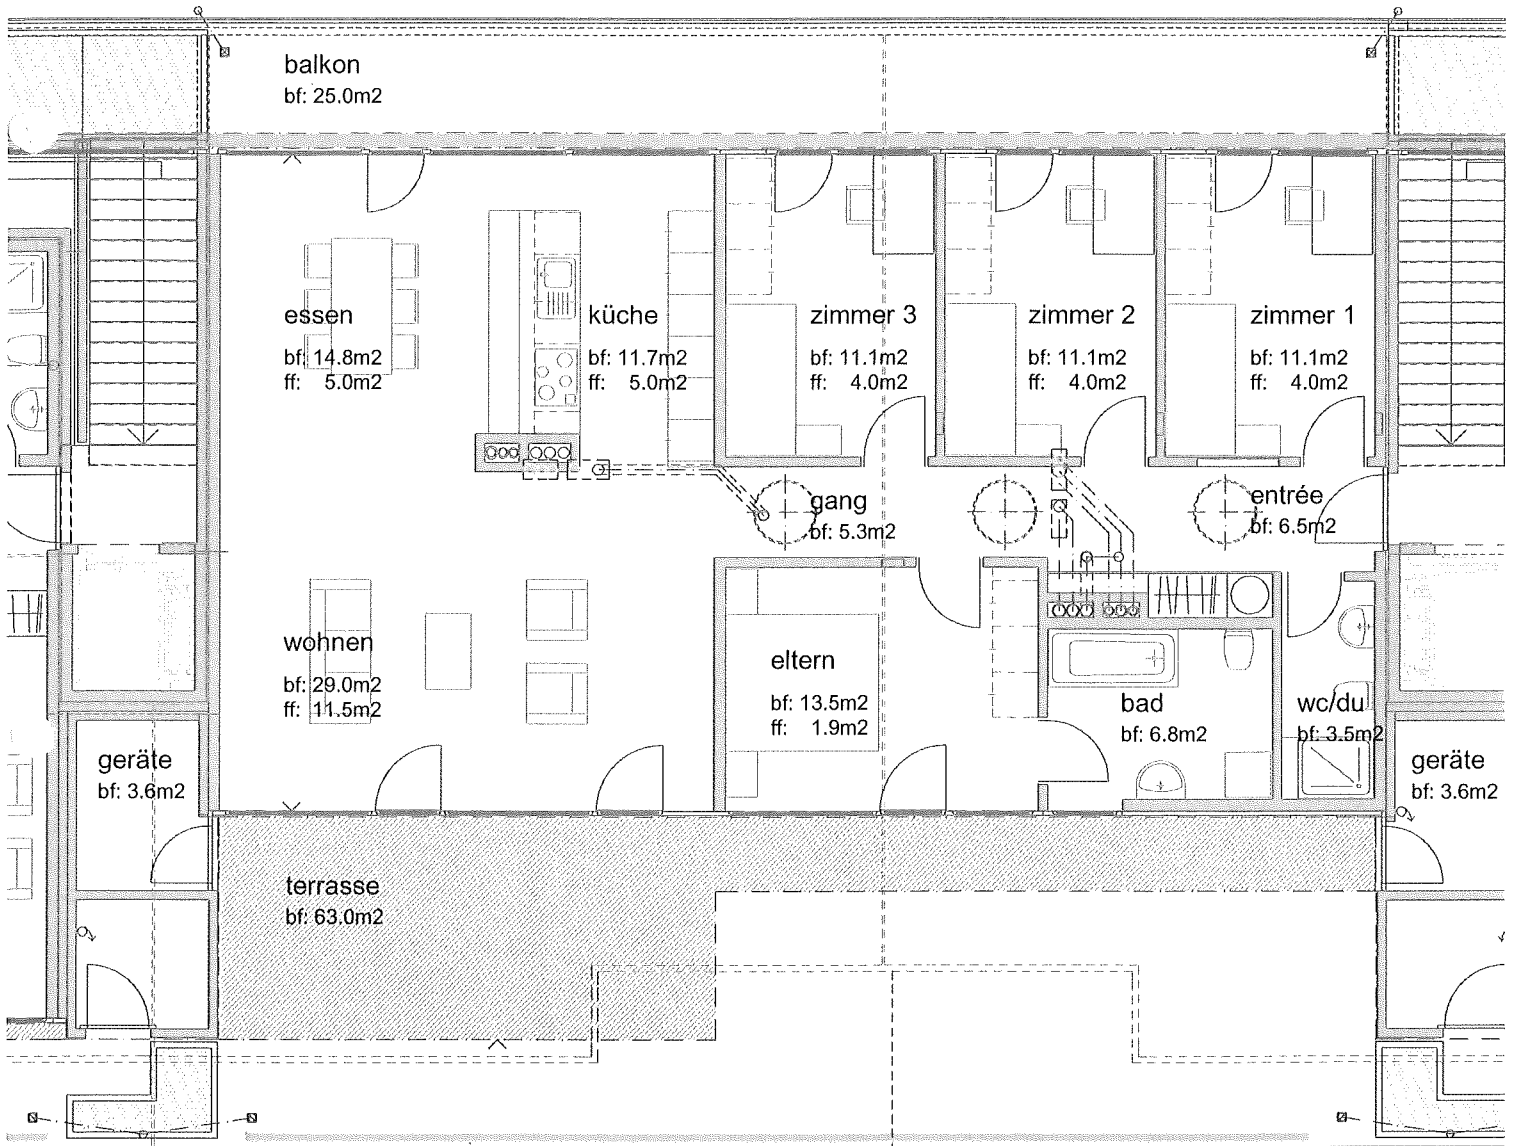 balkon
bf: 25.0m2
essen
bf: 14.8m2
ff: 5.0m2
küche
bf: 11.7m2
ff: 5.0m2
zimmer 3
bf: 11.1m2
ff: 4.0m2
zimmer 2
bf: 11.1m2
ff: 4.0m2
zimmer 1
bf: 11.1m2
ff: 4.0m2
gang
bf: 5.3m2
entrée
bf: 6.5m2
wohnen
bf: 29.0m2
ff: 11.5m2
eltern
bf: 13.5m2
ff: 1.9m2
bad
bf: 6.8m2
wc/du
bf: 3.5m2
geräte
bf: 3.6m2
geräte
bf: 3.6m2
terrasse
bf: 63.0m2